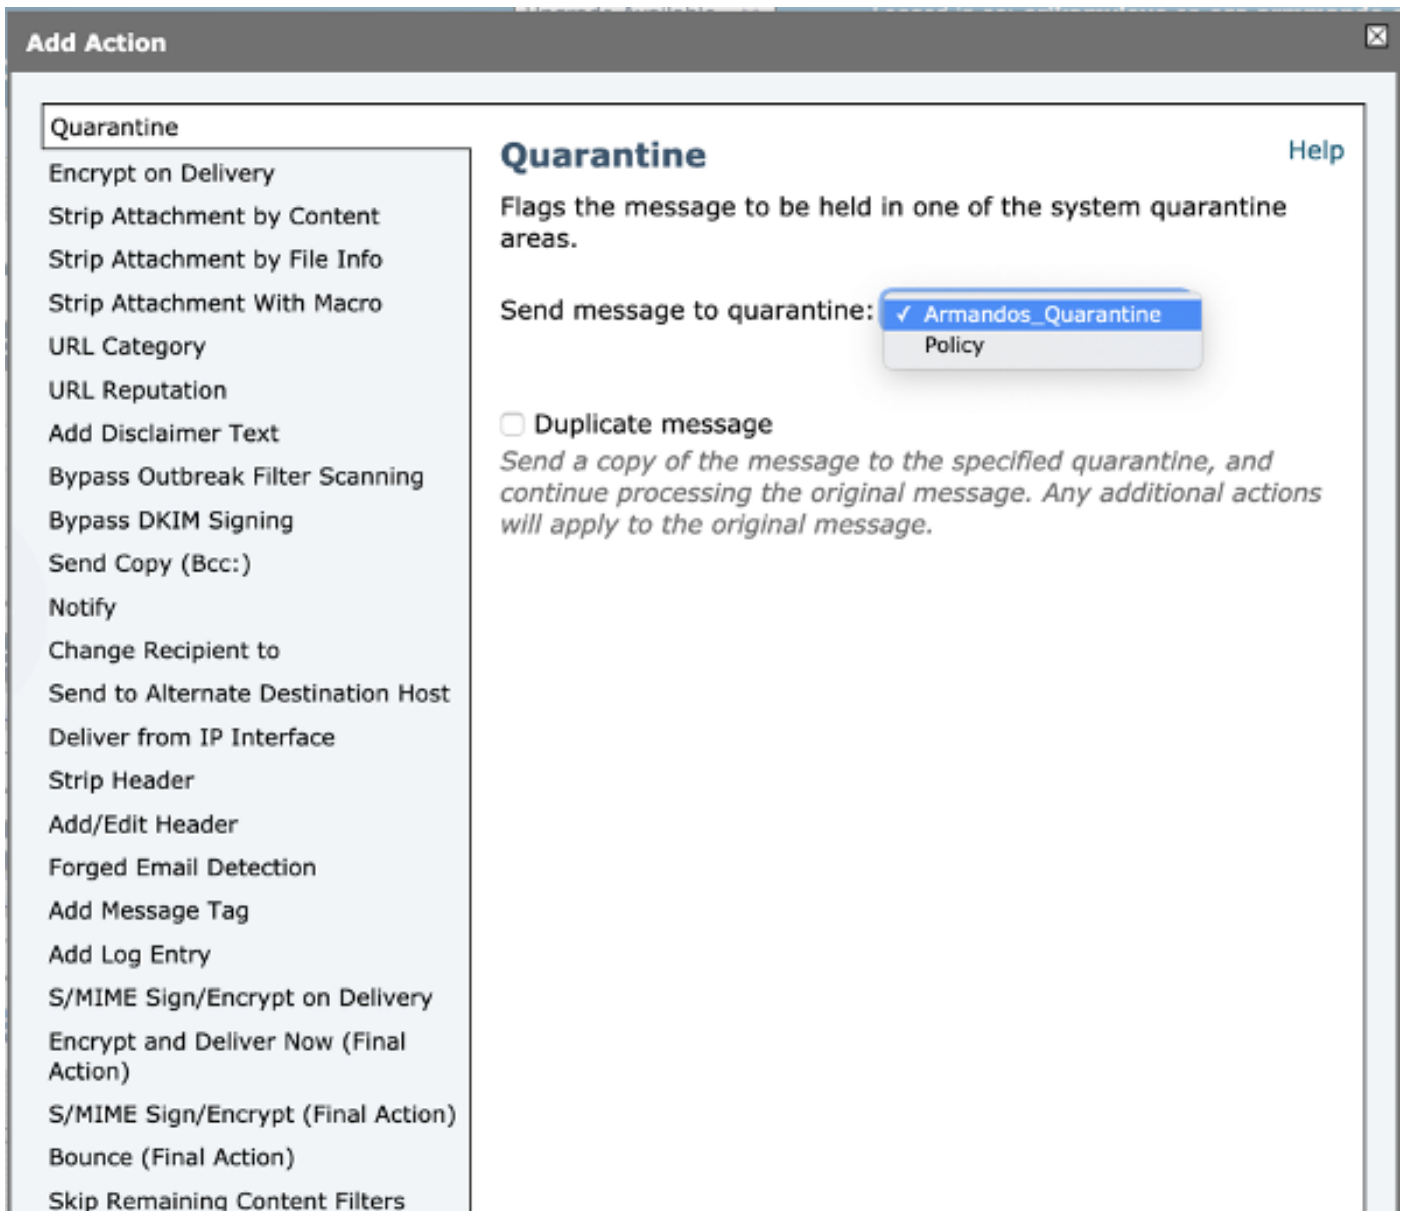 Add Action
Quarantine
Encrypt on Delivery
Strip Attachment by Content
Strip Attachment by File Info
Strip Attachment With Macro
URL Category
URL Reputation
Add Disclaimer Text
Bypass Outbreak Filter Scanning
Bypass DKIM Signing
Send Copy (Bcc:)
Notify
Change Recipient to
Send to Alternate Destination Host
Deliver from IP Interface
Strip Header
Add/Edit Header
Forged Email Detection
Add Message Tag
Add Log Entry
S/MIME Sign/Encrypt on Delivery
Encrypt and Deliver Now (Final
Action)
S/MIME Sign/Encrypt (Final Action)
Bounce (Final Action)
Skip Remaining Content Filters
Quarantine
Help
Flags the message to be held in one of the system quarantine
areas.
Send message to quarantine:
✓ Armandos_Quarantine
Policy
Duplicate message
Send a copy of the message to the specified quarantine, and
continue processing the original message. Any additional actions
will apply to the original message.